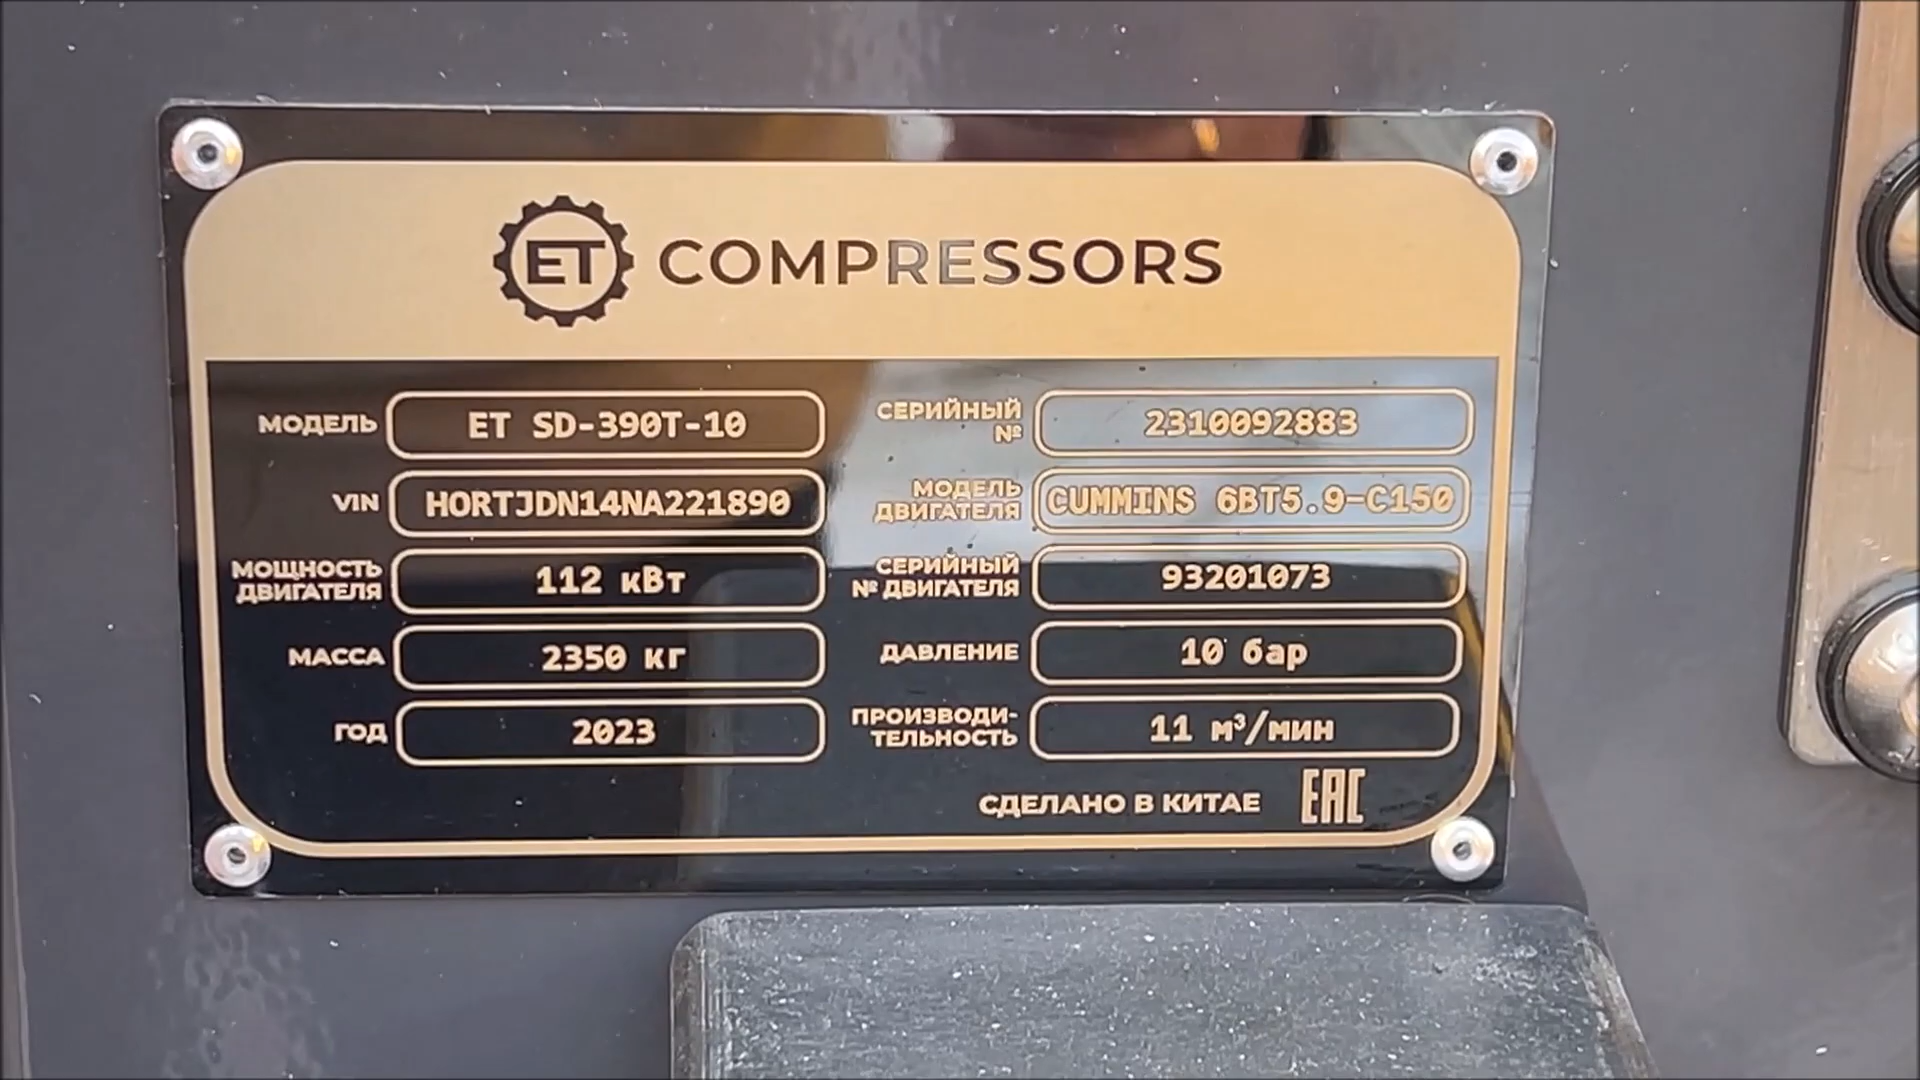 ET COMPRESSORS
МОДЕЛЬ ET SD-390T-10
VIN HORTJDN14NA221890
МОЩНОСТЬ
ДВИГАТЕЛЯ 112 кВт
МАССА 2350 кг
ГОД 2023
СЕРИЙНЫЙ
№ 2310092883
МОДЕЛЬ
ДВИГАТЕЛЯ CUMMINS 6BT5.9-C150
СЕРИЙНЫЙ
№ ДВИГАТЕЛЯ 93201073
ДАВЛЕНИЕ 10 бар
ПРОИЗВОДИ-
ТЕЛЬНОСТЬ 11 м³/мин
СДЕЛАНО В КИТАЕ EAC